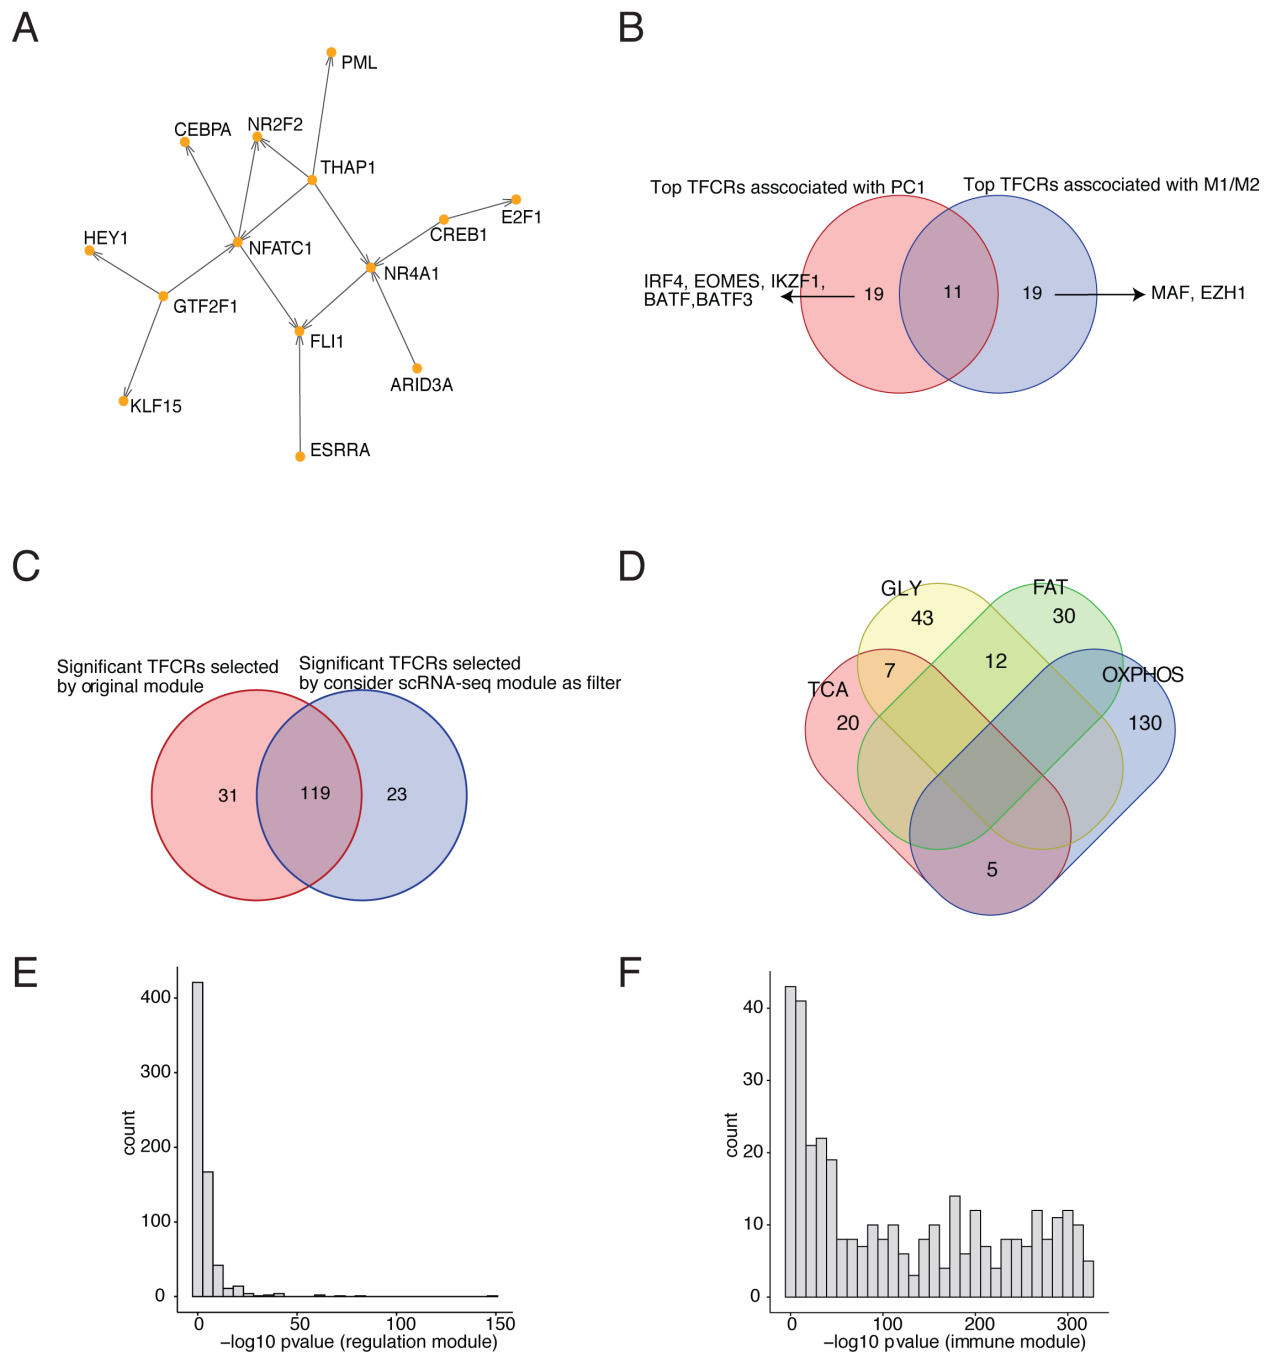 A
PML
CEBPA
NR2F2
THAP1
E2F1
CREB1
HEY1
NFATC1
NR4A1
GTF2F1
FLI1
ARID3A
KLF15
ESRRA
B
Top TFCRs asscociated with PC1
Top TFCRs asscociated with M1/M2
IRF4, EOMES, IKZF1,
BATF,BATF3
19
11
19
MAF, EZH1
C
Significant TFCRs selected
by original module
Significant TFCRs selected
by consider scRNA-seq module as filter
31
119
23
D
GLY
FAT
43
30
7
12
TCA
OXPHOS
20
130
5
E
400
300
200
100
0
count
0
50
100
150
−log10 pvalue (regulation module)
F
40
30
20
10
0
count
0
100
200
300
−log10 pvalue (immune module)